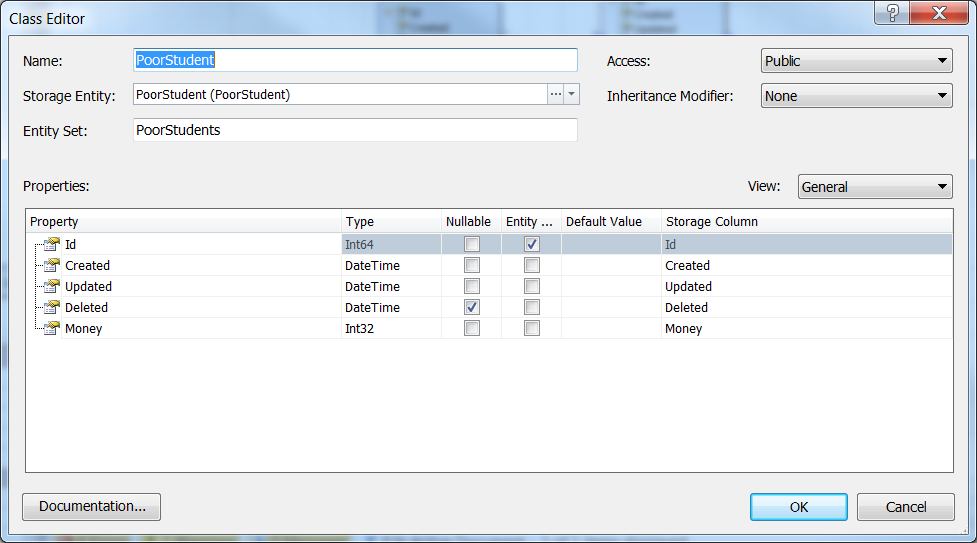 Class Editor
Name: PoorStudent Access: Public
Storage Entity: PoorStudent (PoorStudent) ... Inheritance Modifier: None
Entity Set: PoorStudents
Properties: View: General
Property Type Nullable Entity ... Default Value Storage Column
Id Int64 Id
Created DateTime Created
Updated DateTime Updated
Deleted DateTime Deleted
Money Int32 Money
Documentation... OK Cancel